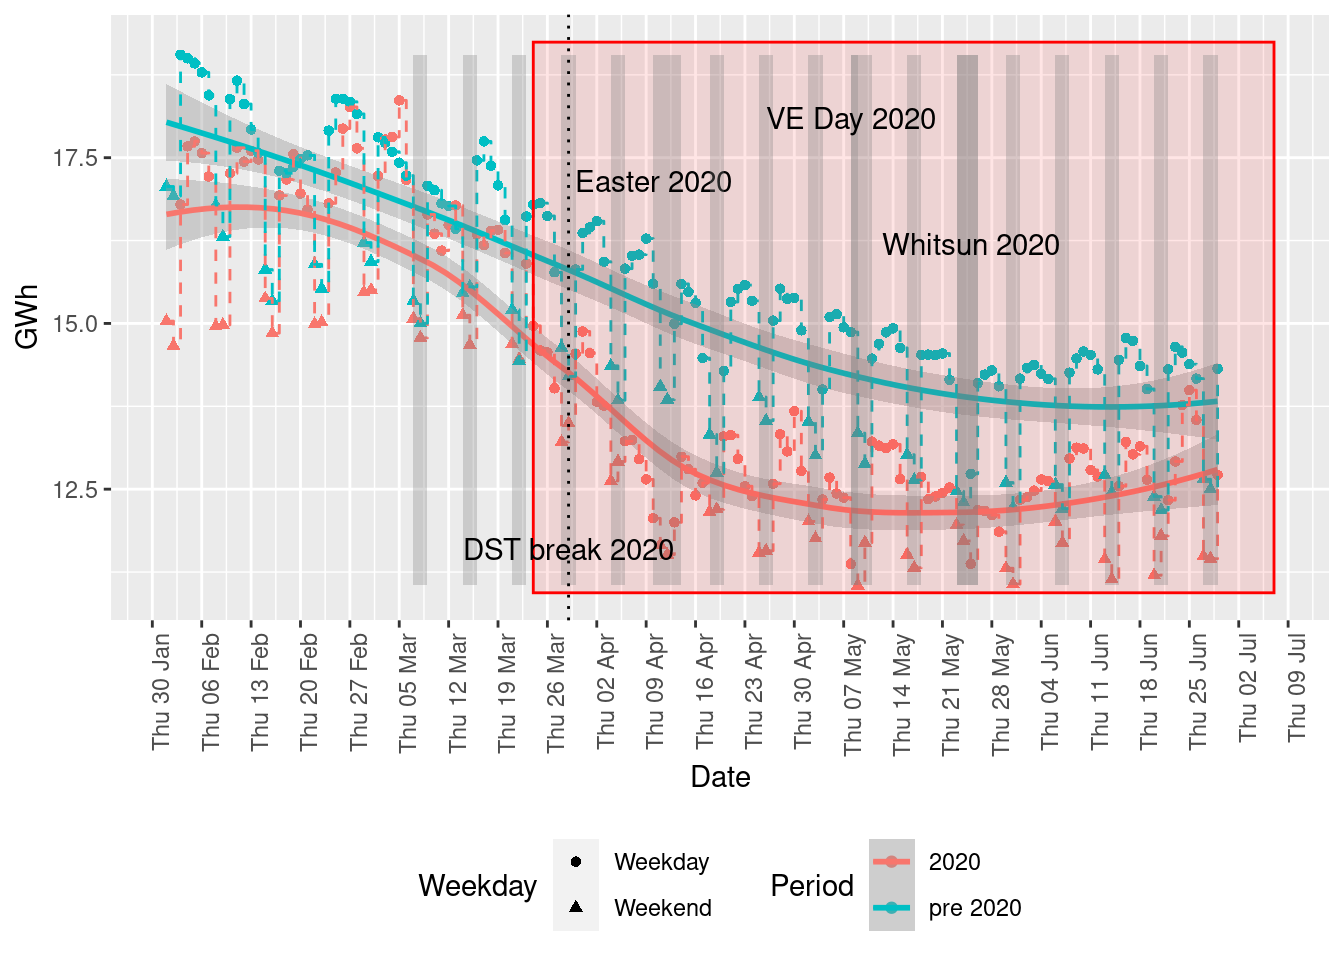 VE Day 2020
Easter 2020
Whitsun 2020
DST break 2020
GWh
17.5
15.0
12.5
Thu 30 Jan
Thu 06 Feb
Thu 13 Feb
Thu 20 Feb
Thu 27 Feb
Thu 05 Mar
Thu 12 Mar
Thu 19 Mar
Thu 26 Mar
Thu 02 Apr
Thu 09 Apr
Thu 16 Apr
Thu 23 Apr
Thu 30 Apr
Thu 07 May
Thu 14 May
Thu 21 May
Thu 28 May
Thu 04 Jun
Thu 11 Jun
Thu 18 Jun
Thu 25 Jun
Thu 02 Jul
Thu 09 Jul
Date
Weekday
Weekday
Weekend
Period
2020
pre 2020